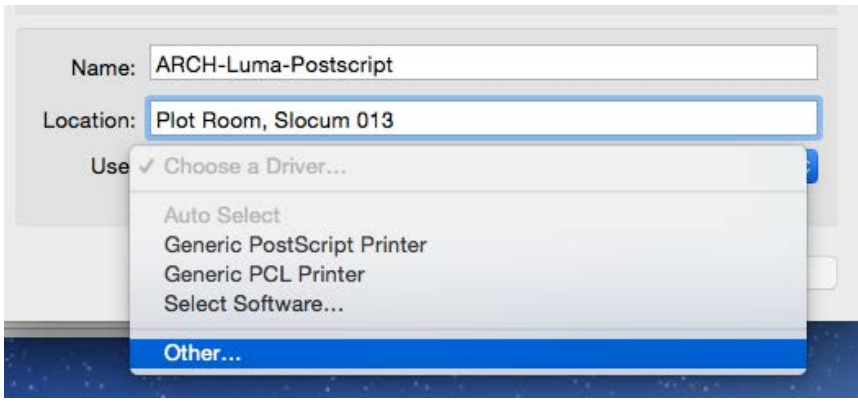 Name: ARCH-Luma-Postscript
Location: Plot Room, Slocum 013
Use ✓ Choose a Driver...
Auto Select
Generic PostScript Printer
Generic PCL Printer
Select Software...
Other...